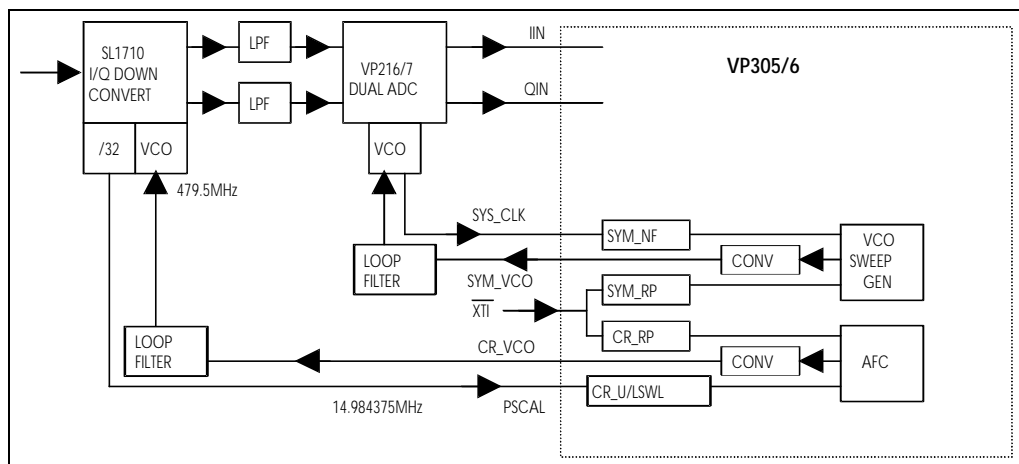 SL1710
I/Q DOWN
CONVERT
/32
VCO
LPF
LPF
VP216/7
DUAL ADC
VCO
IIN
QIN
VP305/6
479.5MHz
SYS_CLK
SYM_NF
LOOP
FILTER
SYM_VCO
CONV
VCO
SWEEP
GEN
XTI
SYM_RP
CR_RP
LOOP
FILTER
CR_VCO
CONV
AFC
14.984375MHz
PSCAL
CR_U/LSWL